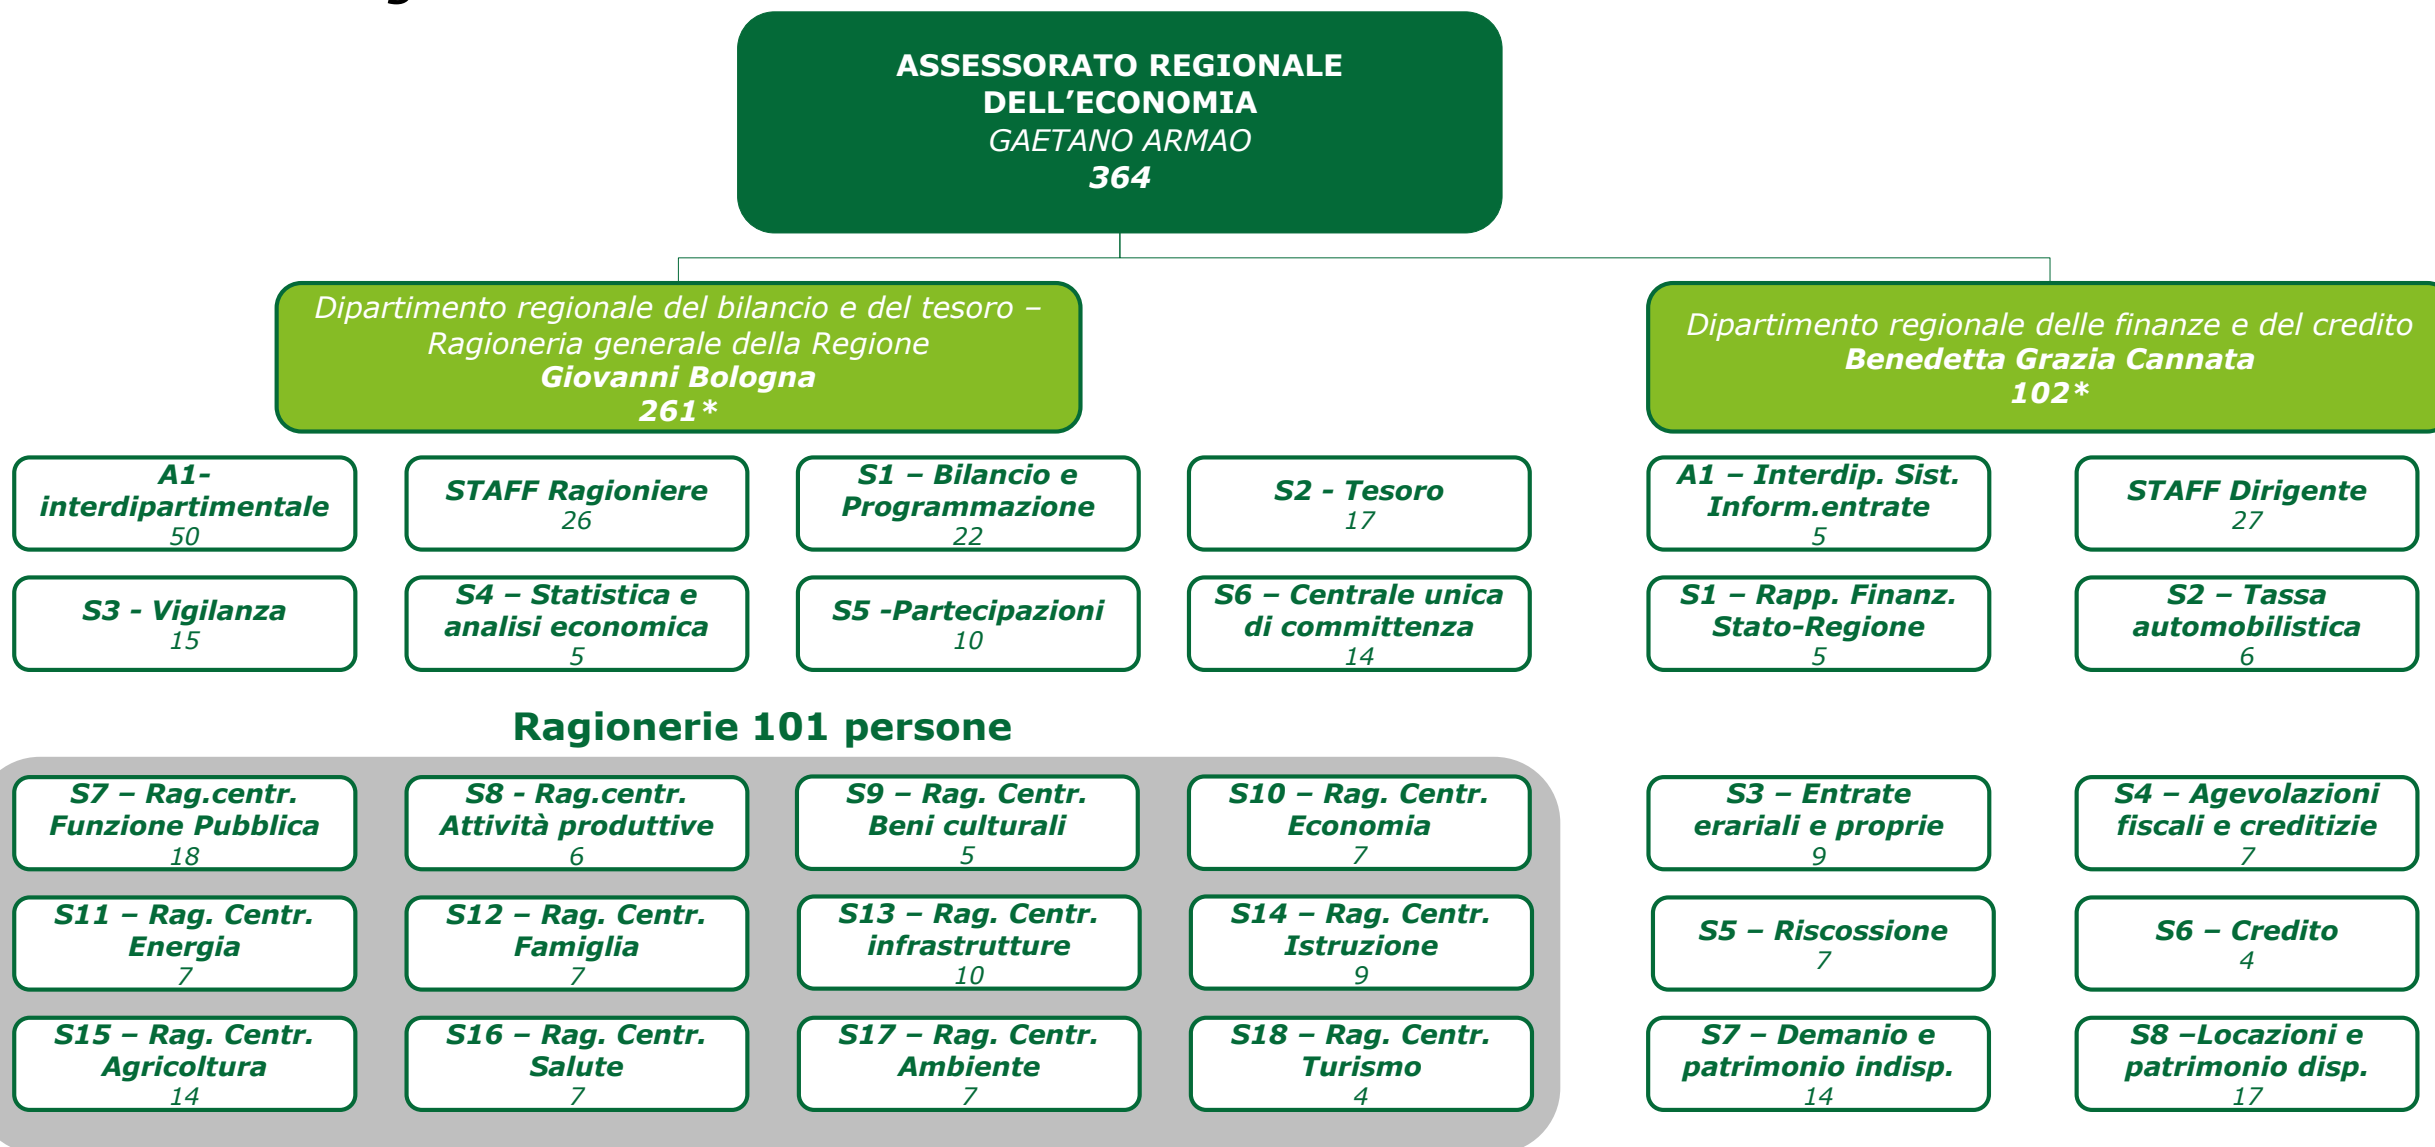 ASSESSORATO REGIONALE
DELL’ECONOMIA
GAETANO ARMAO
364
Dipartimento regionale del bilancio e del tesoro –
Ragioneria generale della Regione
Giovanni Bologna
261*
Dipartimento regionale delle finanze e del credito
Benedetta Grazia Cannata
102*
A1-
interdipartimentale
50
STAFF Ragioniere
26
S1 – Bilancio e
Programmazione
22
S2 - Tesoro
17
A1 – Interdip. Sist.
Inform.entrate
5
STAFF Dirigente
27
S3 - Vigilanza
15
S4 – Statistica e
analisi economica
5
S5 -Partecipazioni
10
S6 – Centrale unica
di committenza
14
S1 – Rapp. Finanz.
Stato-Regione
5
S2 – Tassa
automobilistica
6
Ragionerie 101 persone
S7 – Rag.centr.
Funzione Pubblica
18
S8 - Rag.centr.
Attività produttive
6
S9 – Rag. Centr.
Beni culturali
5
S10 – Rag. Centr.
Economia
7
S3 – Entrate
erariali e proprie
9
S4 – Agevolazioni
fiscali e creditizie
7
S11 – Rag. Centr.
Energia
7
S12 – Rag. Centr.
Famiglia
7
S13 – Rag. Centr.
infrastrutture
10
S14 – Rag. Centr.
Istruzione
9
S5 – Riscossione
7
S6 – Credito
4
S15 – Rag. Centr.
Agricoltura
14
S16 – Rag. Centr.
Salute
7
S17 – Rag. Centr.
Ambiente
7
S18 – Rag. Centr.
Turismo
4
S7 – Demanio e
patrimonio indisp.
14
S8 –Locazioni e
patrimonio disp.
17